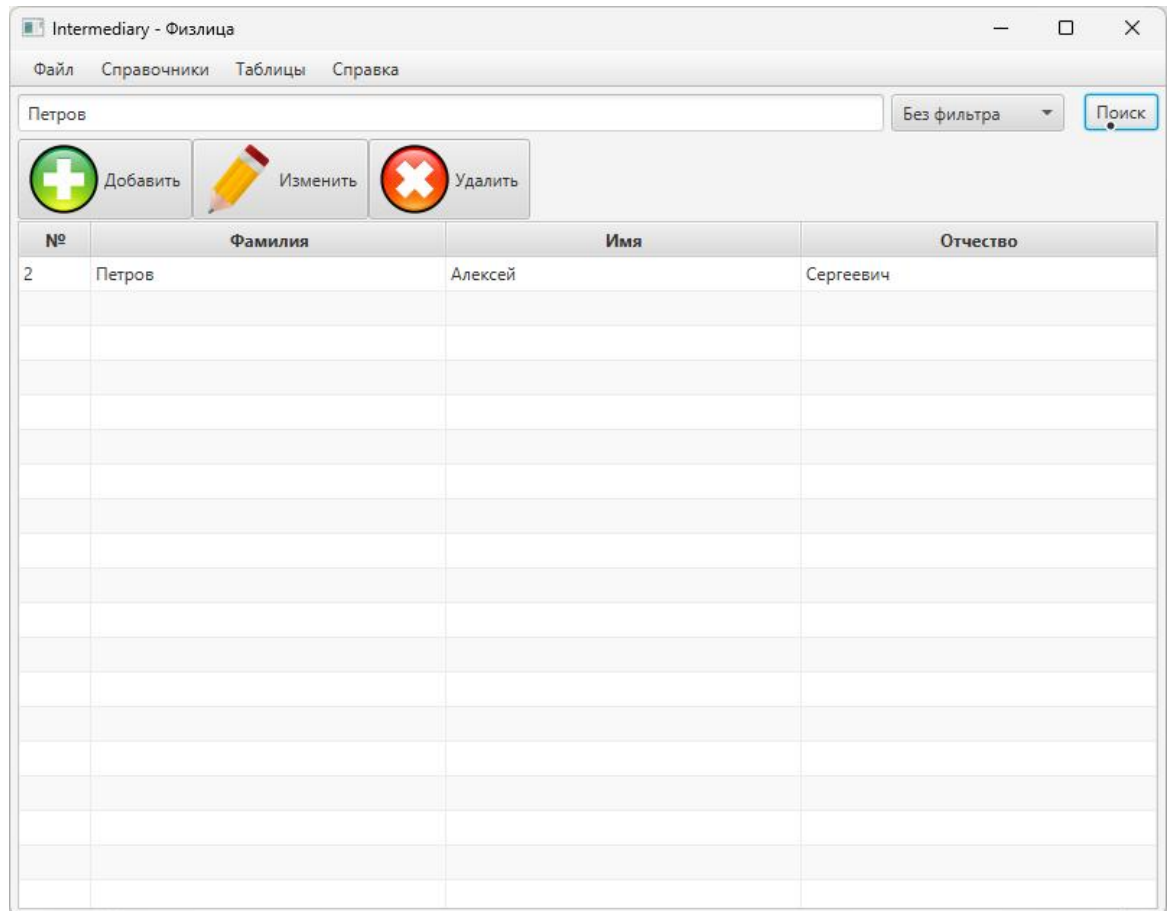 Intermediary - Физлица
Файл Справочники Таблицы Справка
Петров Без фильтра Поиск
Добавить Изменить Удалить
№ Фамилия Имя Отчество
2 Петров Алексей Сергеевич